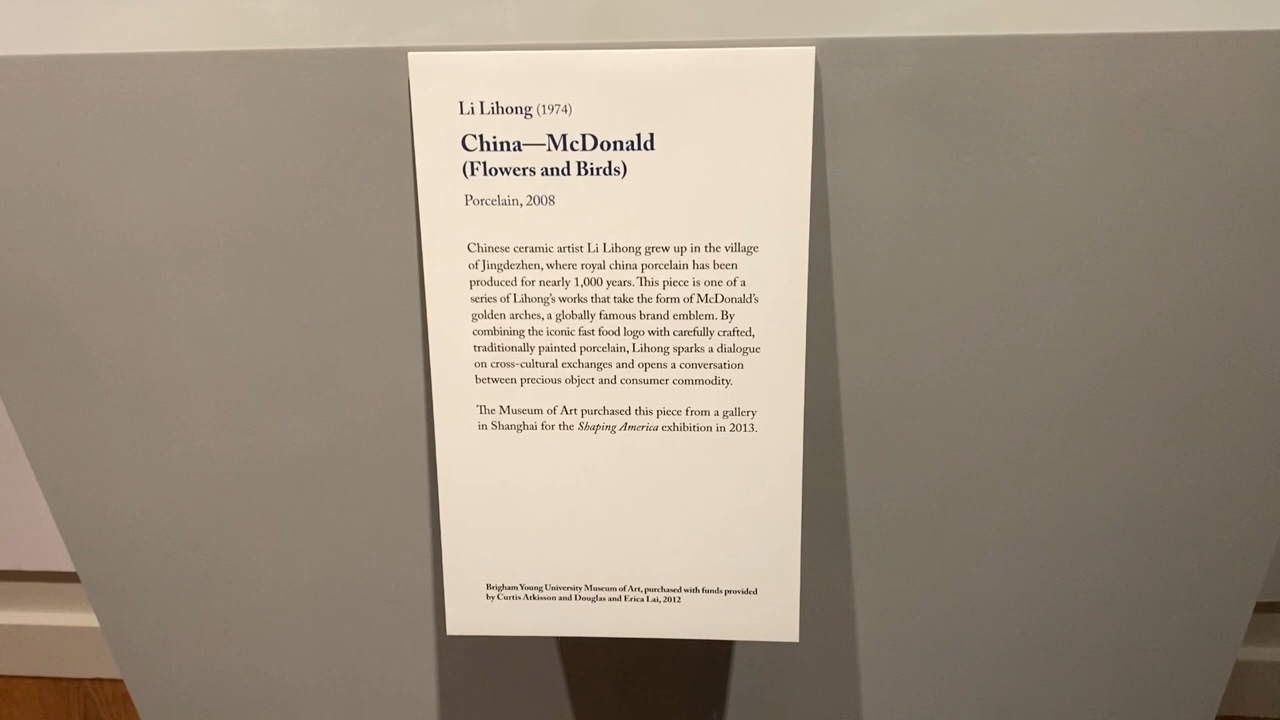 Li Lihong (1974)
China—McDonald
(Flowers and Birds)
Porcelain, 2008
Chinese ceramic artist Li Lihong grew up in the village
of Jingdezhen, where royal china porcelain has been
produced for nearly 1,000 years. This piece is one of a
series of Lihong's works that take the form of McDonald's
golden arches, a globally famous brand emblem. By
combining the iconic fast food logo with carefully crafted,
traditionally painted porcelain, Lihong sparks a dialogue
on cross-cultural exchanges and opens a conversation
between precious object and consumer commodity.
The Museum of Art purchased this piece from a gallery
in Shanghai for the Shaping America exhibition in 2013.
Brigham Young University Museum of Art, purchased with funds provided
by Curtis Atkisson and Douglas and Erica Lai, 2012